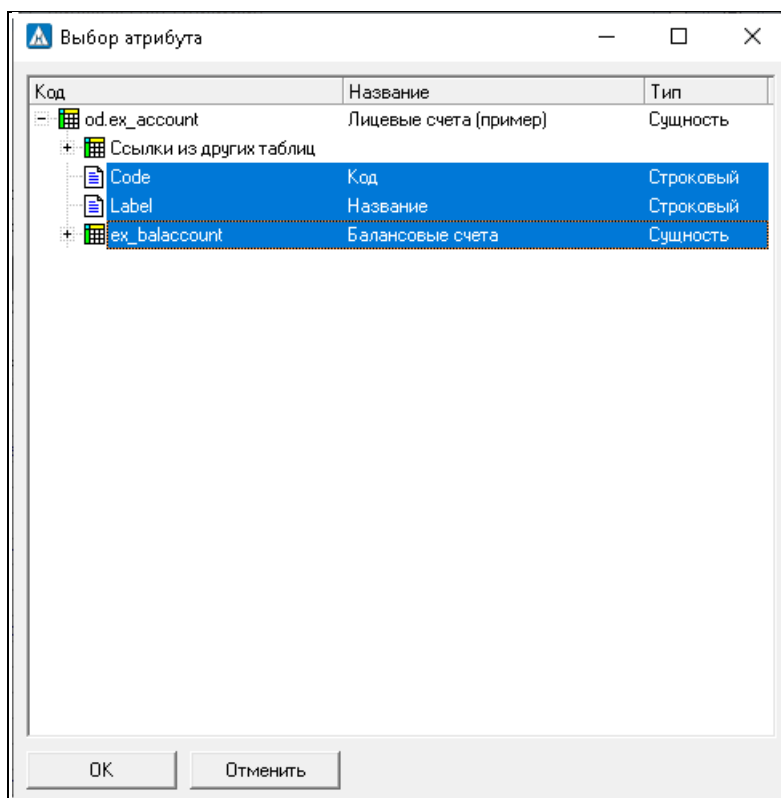 Выбор атрибута
Код Название Тип
od.ex_account Лицевые счета (пример) Сущность
Ссылки из других таблиц
Code Код Строковый
Label Название Строковый
ex_balaccount Балансовые счета Сущность
OK Отменить